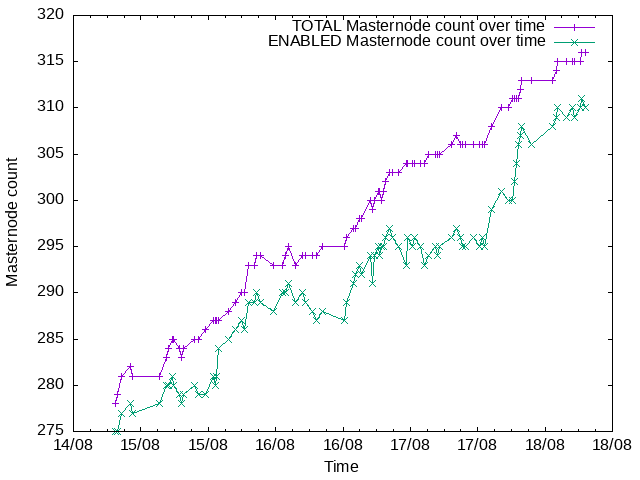 320
315
310
305
300
295
290
285
280
275
Masternode count
TOTAL Masternode count over time
ENABLED Masternode count over time
14/08 15/08 15/08 16/08 16/08 17/08 17/08 18/08 18/08
Time